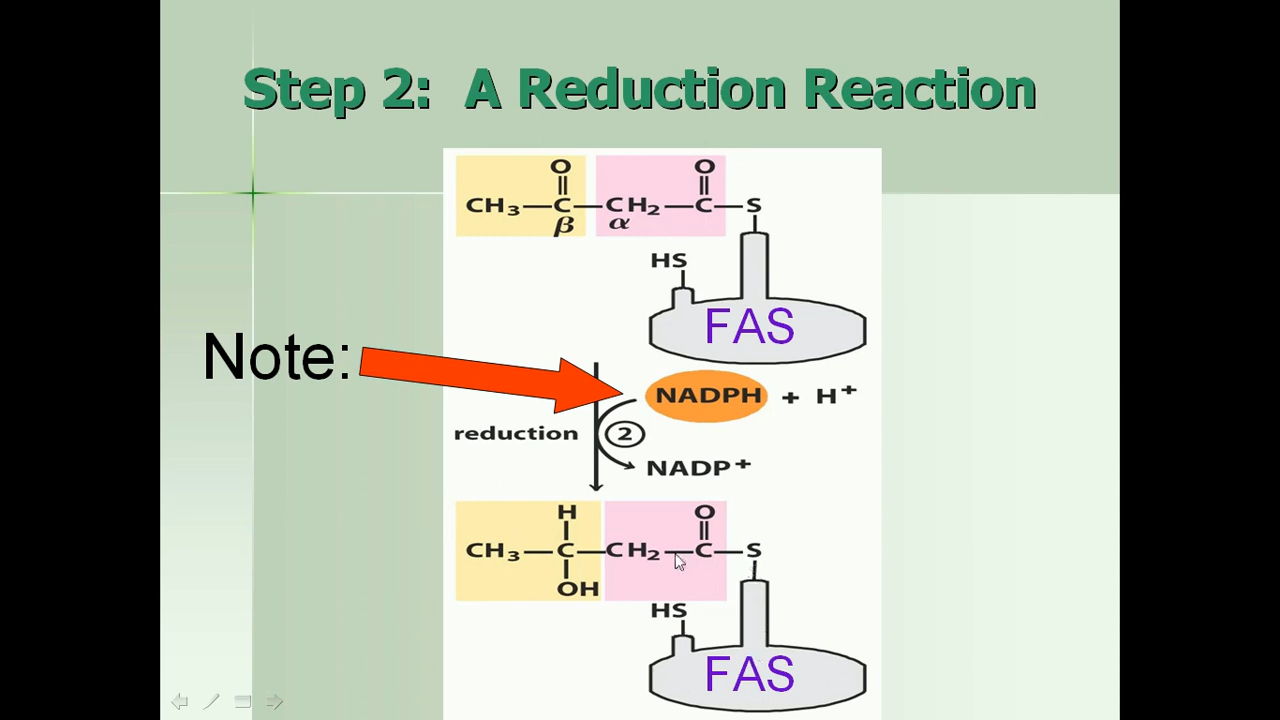 Step 2: A Reduction Reaction
O O
CH₃—C—CH₂—C—S
β α
HS
FAS
Note:
NADPH + H⁺
reduction 2
NADP⁺
H O
CH₃—C—CH₂—C—S
OH
HS
FAS